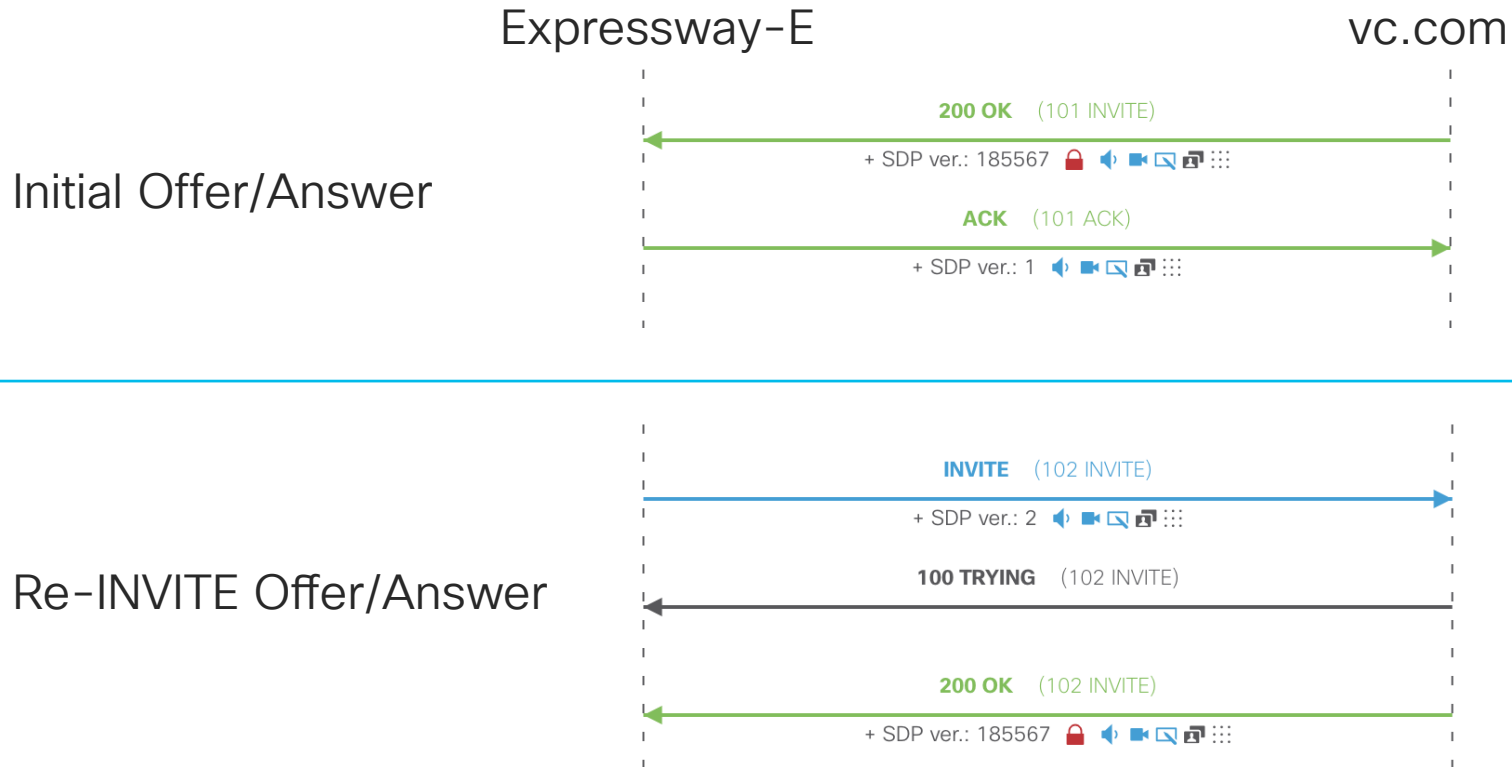 Expressway-E
vc.com
200 OK (101 INVITE)
+ SDP ver.: 185567
Initial Offer/Answer
ACK (101 ACK)
+ SDP ver.: 1
INVITE (102 INVITE)
+ SDP ver.: 2
100 TRYING (102 INVITE)
Re-INVITE Offer/Answer
200 OK (102 INVITE)
+ SDP ver.: 185567